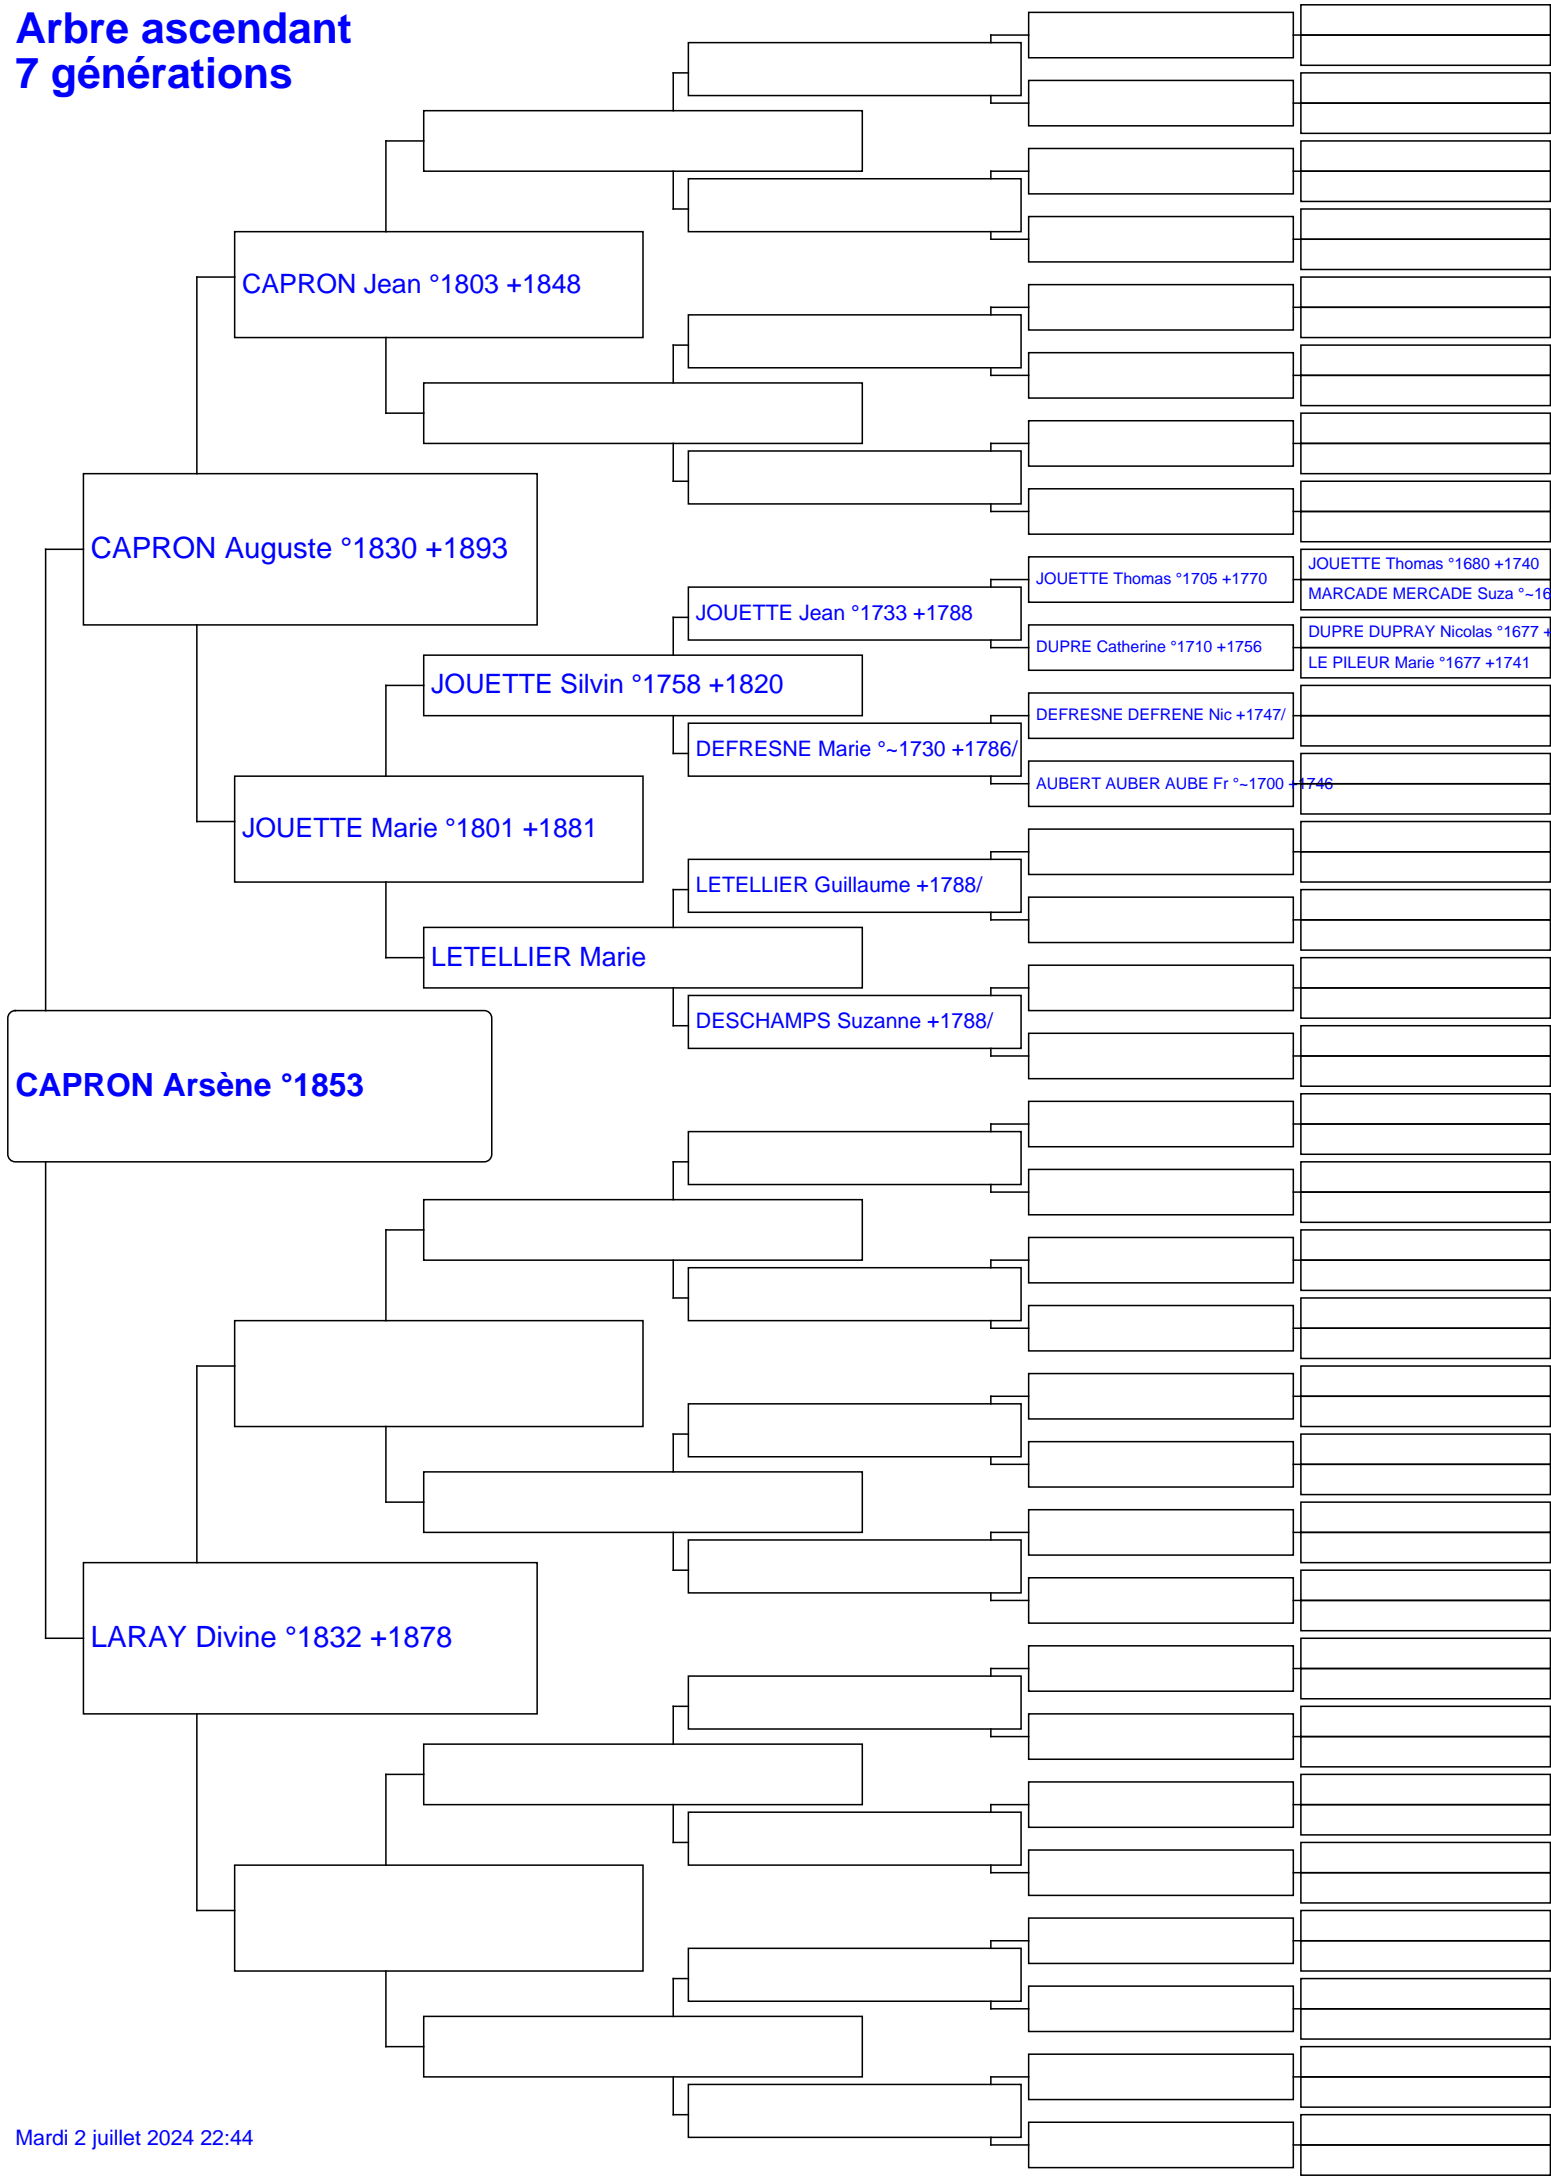 Arbre ascendant
7 générations
CAPRON Jean °1803 +1848
CAPRON Auguste °1830 +1893
JOUETTE Thomas °1680 +1740
JOUETTE Thomas °1705 +1770
MARCADE MERCADE Suza °~16
JOUETTE Jean °1733 +1788
DUPRE DUPRAY Nicolas °1677 +
DUPRE Catherine °1710 +1756
LE PILEUR Marie °1677 +1741
JOUETTE Silvin °1758 +1820
DEFRESNE DEFRENE Nic +1747/
DEFRESNE Marie °~1730 +1786/
AUBERT AUBER AUBE Fr °~1700 +1746
JOUETTE Marie °1801 +1881
LETELLIER Guillaume +1788/
LETELLIER Marie
DESCHAMPS Suzanne +1788/
CAPRON Arsène °1853
LARAY Divine °1832 +1878
Mardi 2 juillet 2024 22:44